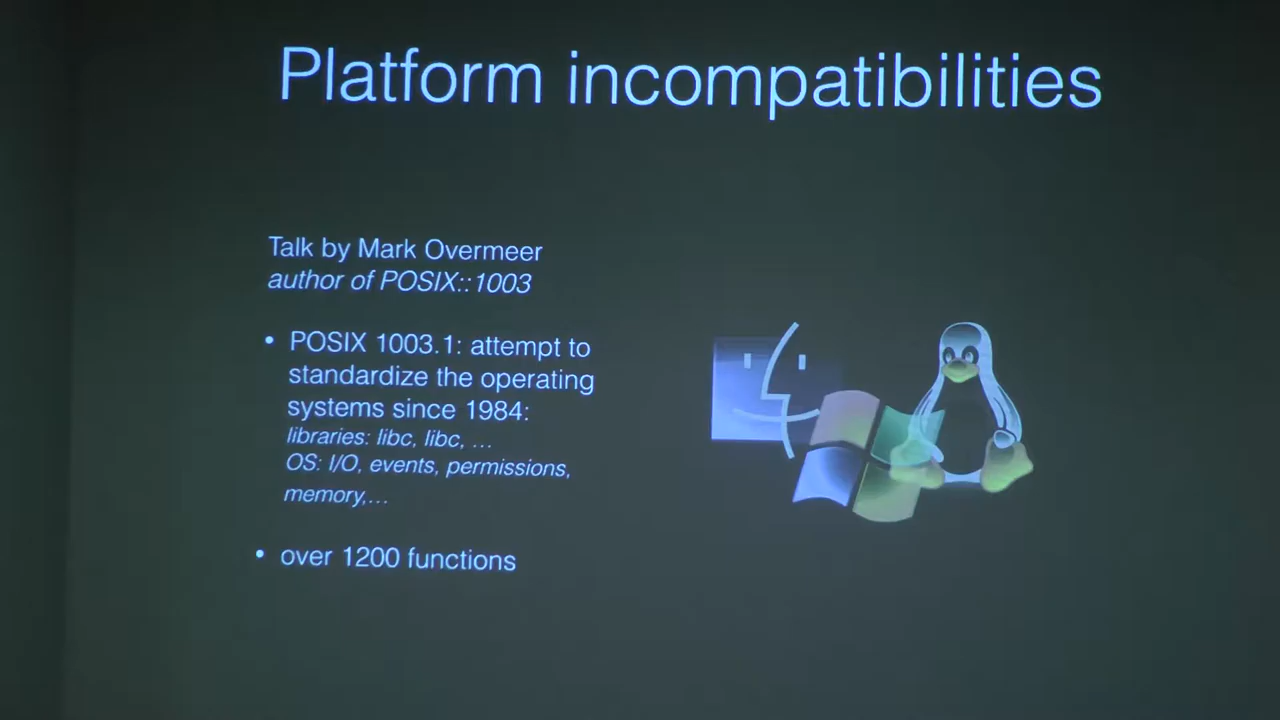 Platform incompatibilities
Talk by Mark Overmeer
author of POSIX::1003
• POSIX 1003.1: attempt to
standardize the operating
systems since 1984:
libraries: libc, libc, ...
OS: I/O, events, permissions,
memory,...
• over 1200 functions